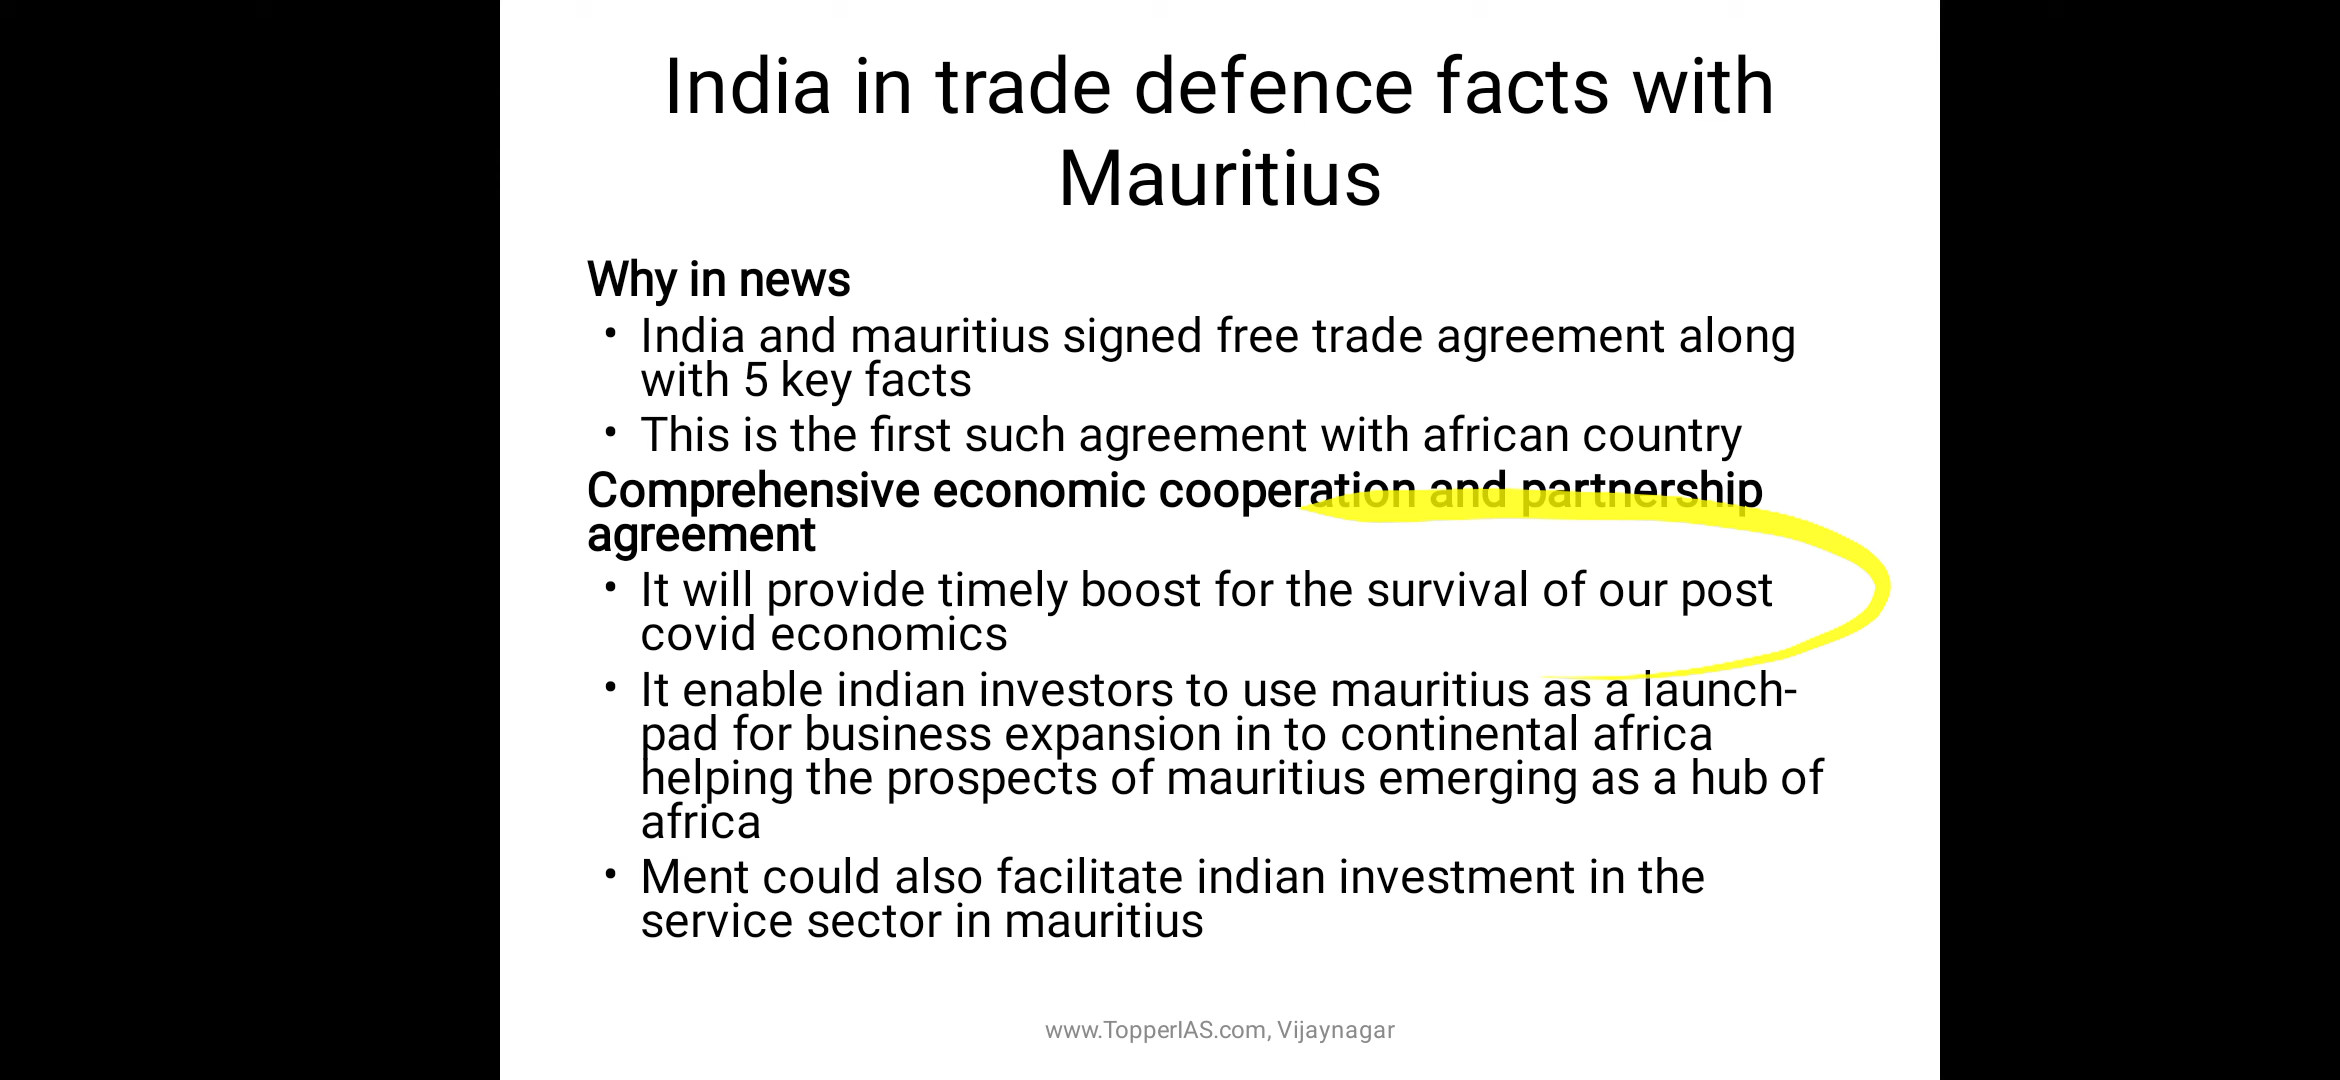 India in trade defence facts with
Mauritius
Why in news
• India and mauritius signed free trade agreement along
with 5 key facts
• This is the first such agreement with african country
Comprehensive economic cooperation and partnership
agreement
• It will provide timely boost for the survival of our post
covid economics
• It enable indian investors to use mauritius as a launch-
pad for business expansion in to continental africa
helping the prospects of mauritius emerging as a hub of
africa
• Ment could also facilitate indian investment in the
service sector in mauritius
www.TopperIAS.com, Vijaynagar